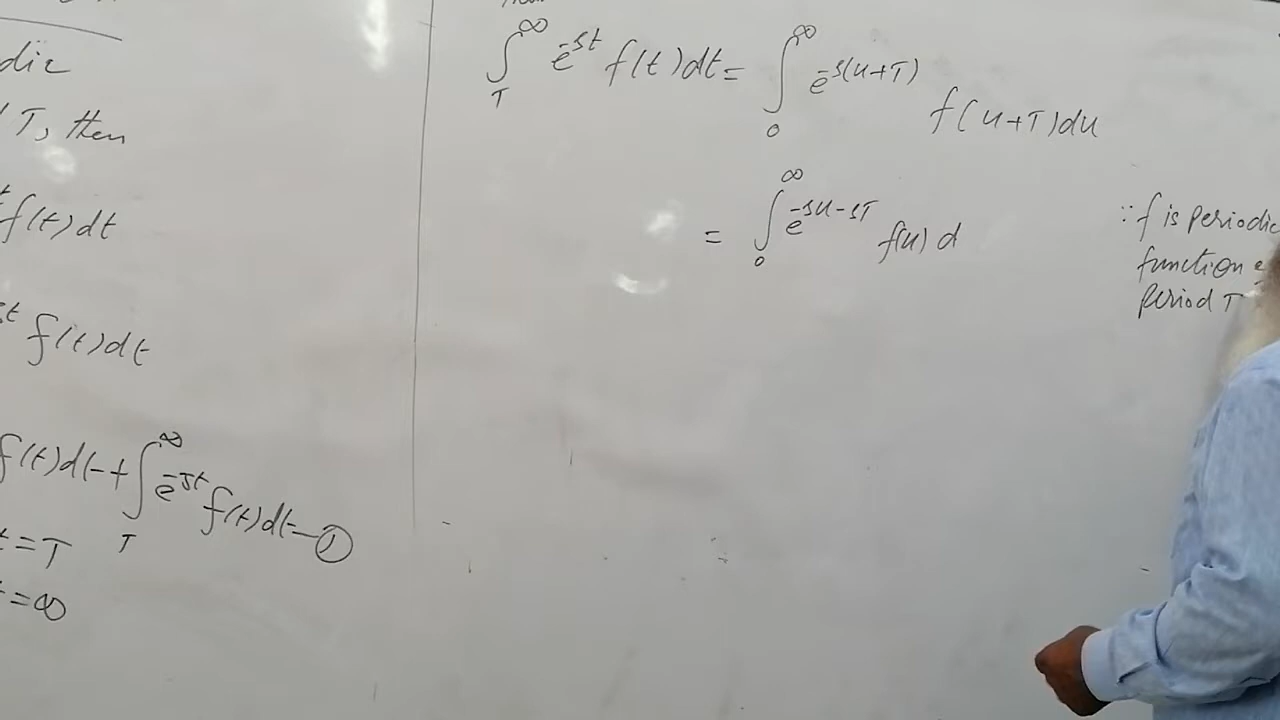 dic
T, then
f(t)dt
st f(t)dt
f(t)dt + ∫_T^∞ e^{-st} f(t)dt — ①
t = T
= ∞
∫_T^∞ e^{-st} f(t)dt = ∫_0^∞ e^{-s(u+T)} f(u+T)du
= ∫_0^∞ e^{-su-sT} f(u) d
∵ f is periodic
function
period T